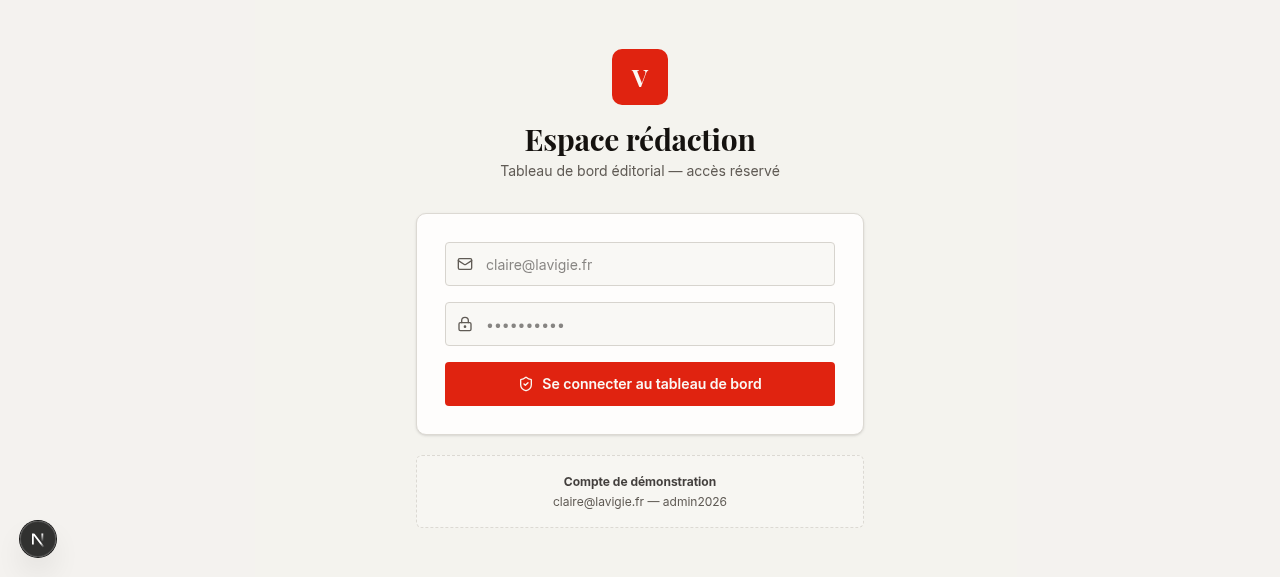 V
Espace rédaction
Tableau de bord éditorial — accès réservé
claire@lavigie.fr
••••••••••
Se connecter au tableau de bord
Compte de démonstration
claire@lavigie.fr — admin2026
N